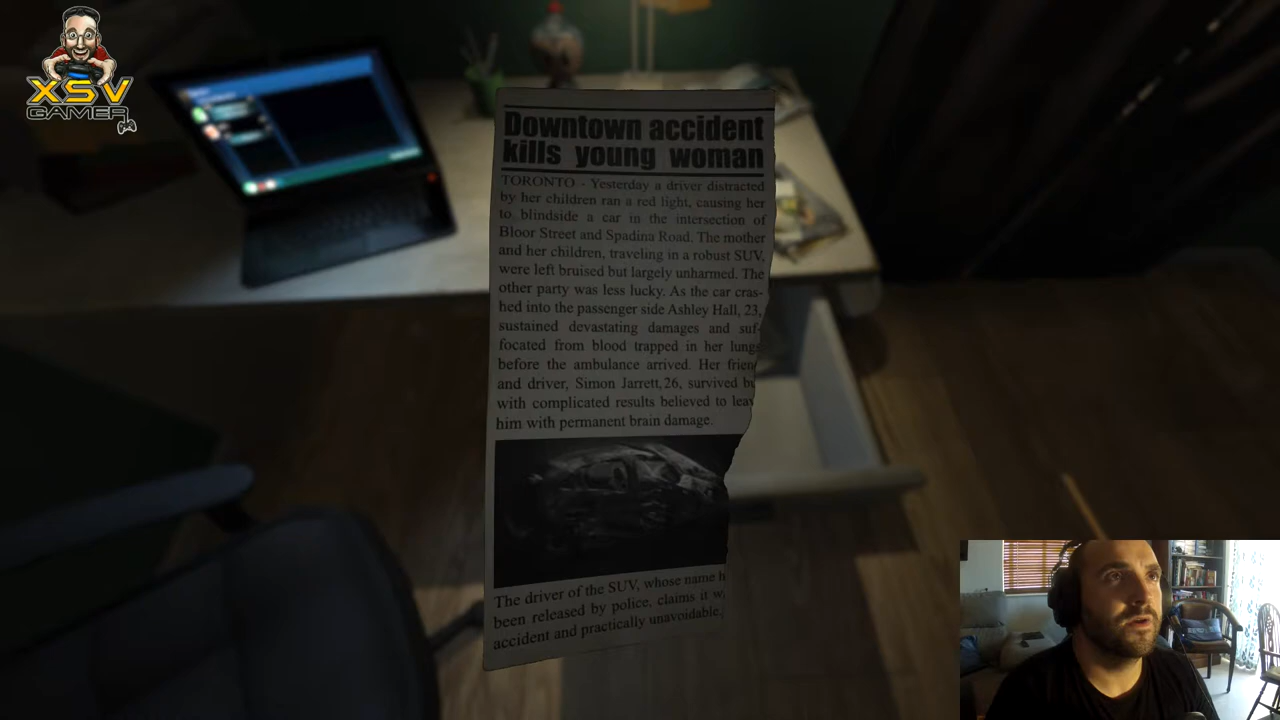 XSV
GAMER
Downtown accident
kills young woman
TORONTO - Yesterday a driver distracted
by her children ran a red light, causing her
to blindside a car in the intersection of
Bloor Street and Spadina Road. The mother
and her children, traveling in a robust SUV,
were left bruised but largely unharmed. The
other party was less lucky. As the car cras-
hed into the passenger side Ashley Hall, 23,
sustained devastating damages and suf-
focated from blood trapped in her lungs
before the ambulance arrived. Her frien
and driver, Simon Jarrett, 26, survived bu
with complicated results believed to leav
him with permanent brain damage.
The driver of the SUV, whose name h
been released by police, claims it w
accident and practically unavoidable,